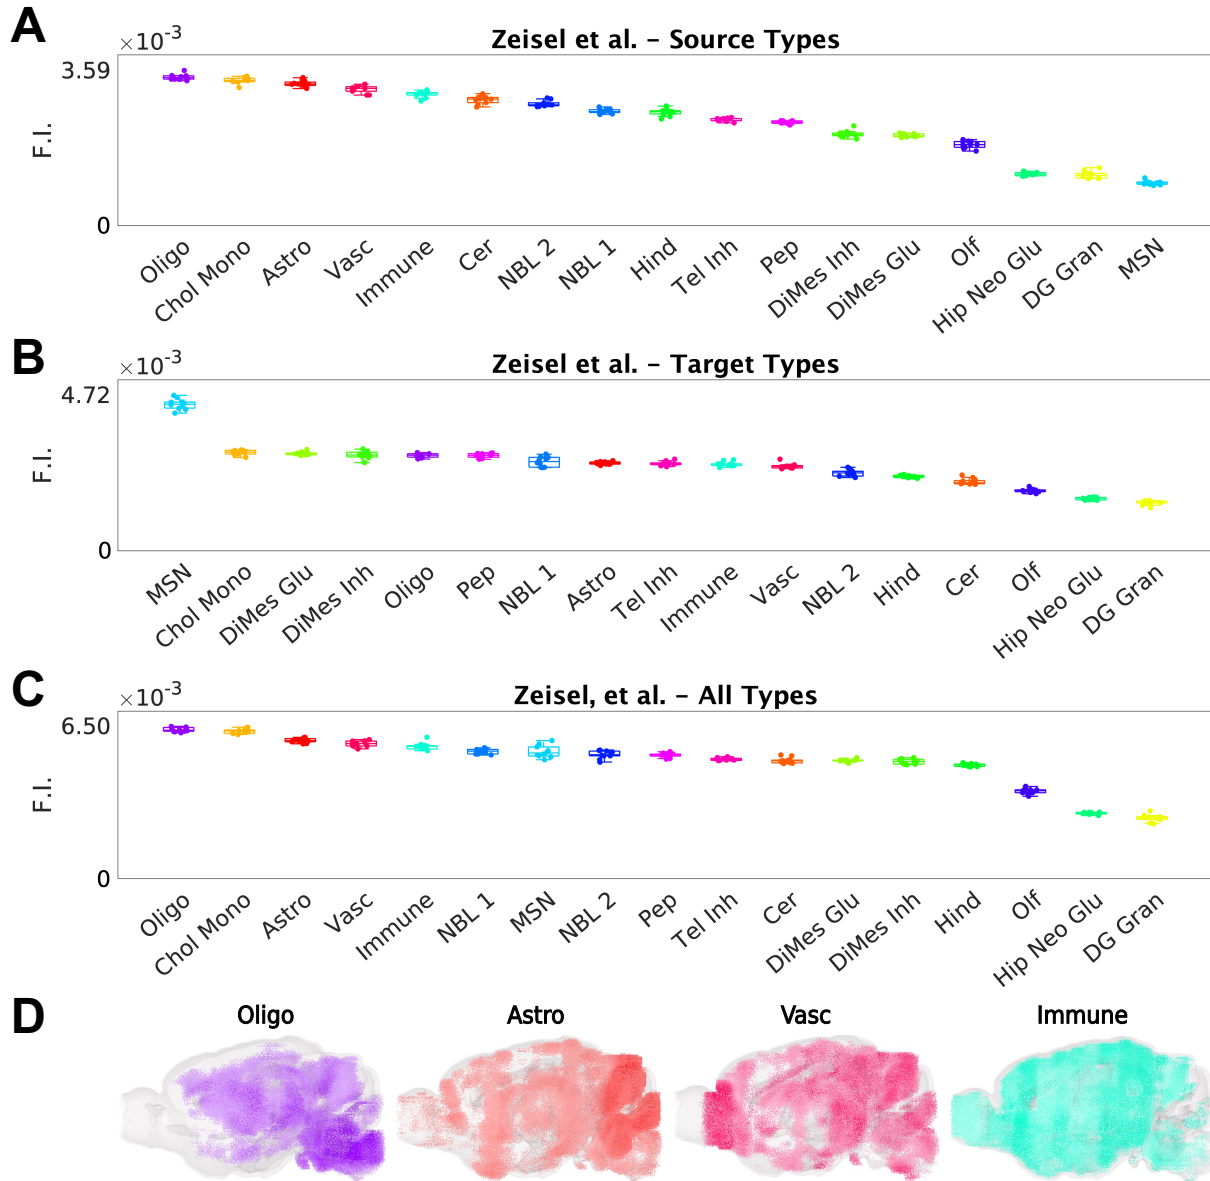 A
×10-3
Zeisel et al. – Source Types
3.59
F.I.
0
Oligo
Chol Mono
Astro
Vasc
Immune
Cer
NBL 2
NBL 1
Hind
Tel Inh
Pep
DiMes Inh
DiMes Glu
Olf
Hip Neo Glu
DG Gran
MSN
B
×10-3
Zeisel et al. – Target Types
4.72
F.I.
0
MSN
Chol Mono
DiMes Glu
DiMes Inh
Oligo
Pep
NBL 1
Astro
Tel Inh
Immune
Vasc
NBL 2
Hind
Cer
Olf
Hip Neo Glu
DG Gran
C
×10-3
Zeisel, et al. – All Types
6.50
F.I.
0
Oligo
Chol Mono
Astro
Vasc
Immune
NBL 1
MSN
NBL 2
Pep
Tel Inh
Cer
DiMes Glu
DiMes Inh
Hind
Olf
Hip Neo Glu
DG Gran
D
Oligo
Astro
Vasc
Immune